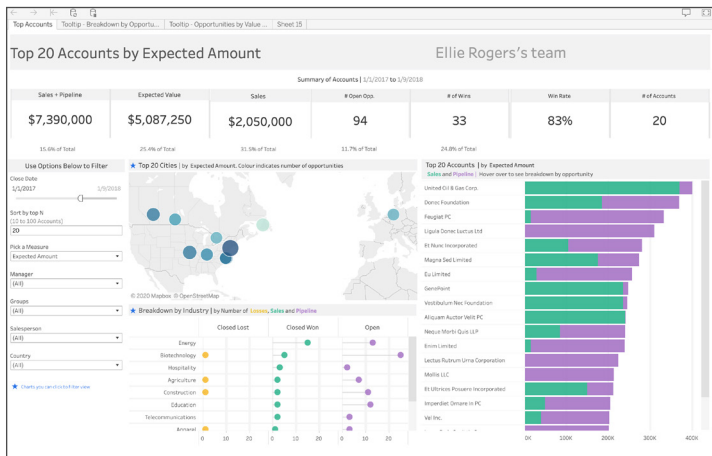 Top Accounts Tooltip - Breakdown by Opportu... Tooltip - Opportunities by Value ... Sheet 15
Top 20 Accounts by Expected Amount
Ellie Rogers's team
Summary of Accounts | 1/1/2017 to 1/9/2018
Sales + Pipeline Expected Value Sales # Open Opp. # of Wins Win Rate # of Accounts
$7,390,000 $5,087,250 $2,050,000 94 33 83% 20
15.6% of Total 25.4% of Total 31.5% of Total 11.7% of Total 24.8% of Total
Use Options Below to Filter
Close Date
1/1/2017 1/9/2018
Sort by top N
(10 to 100 Accounts)
20
Pick a Measure
Expected Amount
Manager
(All)
Groups
(All)
Salesperson
(All)
Country
(All)
Charts you can click to filter view
Top 20 Cities | by Expected Amount. Colour indicates number of opportunities
© 2020 Mapbox © OpenStreetMap
Breakdown by Industry | by Number of Losses, Sales and Pipeline
Closed Lost Closed Won Open
Energy
Biotechnology
Hospitality
Agriculture
Construction
Education
Telecommunications
Apparel
0 10 20 0 10 20 0 10 20
Top 20 Accounts | by Expected Amount
Sales and Pipeline | Hover over to see breakdown by opportunity
United Oil & Gas Corp.
Donec Foundation
Feugiat PC
Ligula Donec Luctus Ltd
Et Nunc Incorporated
Magna Sed Limited
Eu Limited
GenePoint
Vestibulum Nec Foundation
Aliquam Auctor Velit PC
Neque Morbi Quis LLP
Enim Limited
Lectus Rutrum Urna Corporation
Mollis LLC
Et Ultrices Posuere Incorporated
Imperdiet Ornare In PC
Vel Inc.
0K 100K 200K 300K 400K